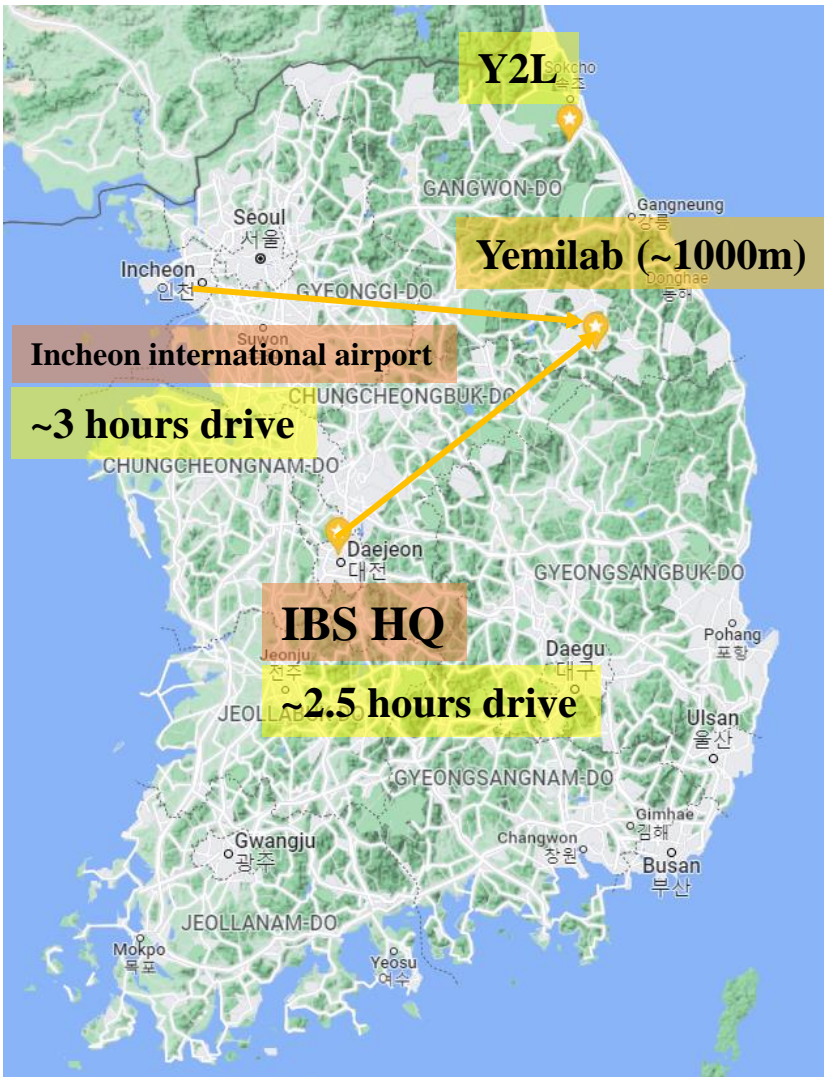 Y2L
Sokcho
속초
GANGWON-DO
Gangneung
강릉
Seoul
서울
Yemilab (~1000m)
Donghae
동해
Incheon
인천
GYEONGGI-DO
Suwon
Incheon international airport
CHUNGCHEONGBUK-DO
~3 hours drive
CHUNGCHEONGNAM-DO
Daejeon
대전
GYEONGSANGBUK-DO
IBS HQ
Pohang
포항
Jeonju
전주
Daegu
대구
~2.5 hours drive
JEOLLABUK-DO
Ulsan
울산
GYEONGSANGNAM-DO
Gimhae
김해
Changwon
창원
Gwangju
광주
Busan
부산
JEOLLANAM-DO
Mokpo
목포
Yeosu
여수